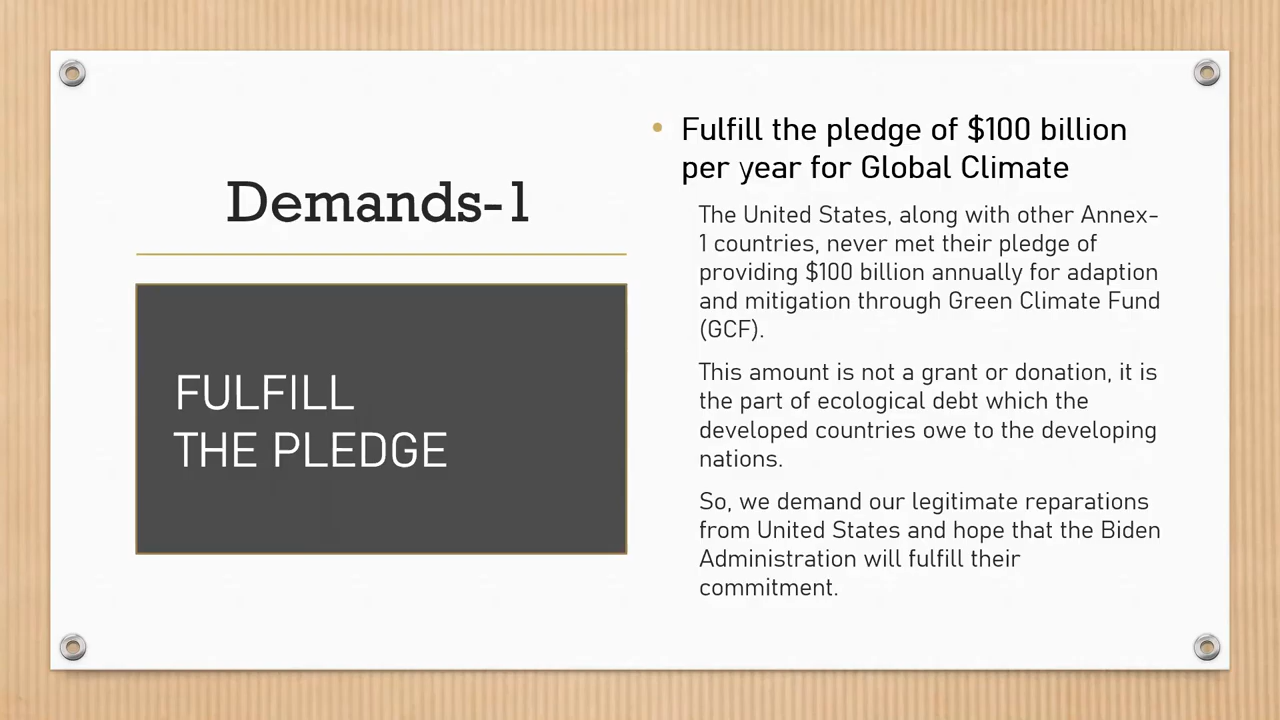 Demands-1
FULFILL
THE PLEDGE
• Fulfill the pledge of $100 billion
per year for Global Climate
The United States, along with other Annex-
1 countries, never met their pledge of
providing $100 billion annually for adaption
and mitigation through Green Climate Fund
(GCF).
This amount is not a grant or donation, it is
the part of ecological debt which the
developed countries owe to the developing
nations.
So, we demand our legitimate reparations
from United States and hope that the Biden
Administration will fulfill their
commitment.